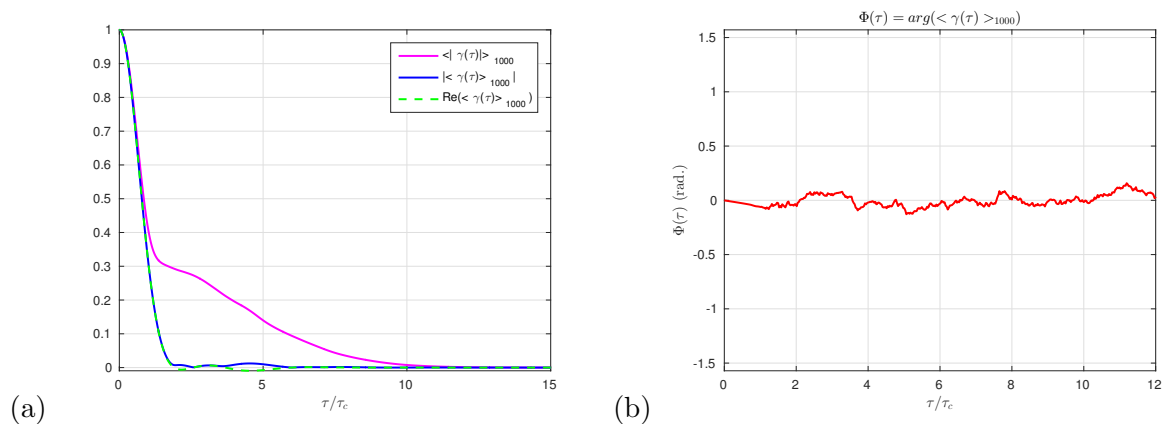 <| γ(τ)|> 1000
|< γ(τ)> 1000 |
Re(< γ(τ)> 1000 )
1
0.9
0.8
0.7
0.6
0.5
0.4
0.3
0.2
0.1
0
0 5 10 15
τ/τc
(a)
Φ(τ) = arg(< γ(τ) >1000)
1.5
1
0.5
0
-0.5
-1
-1.5
Φ(τ) (rad.)
0 2 4 6 8 10 12
τ/τc
(b)